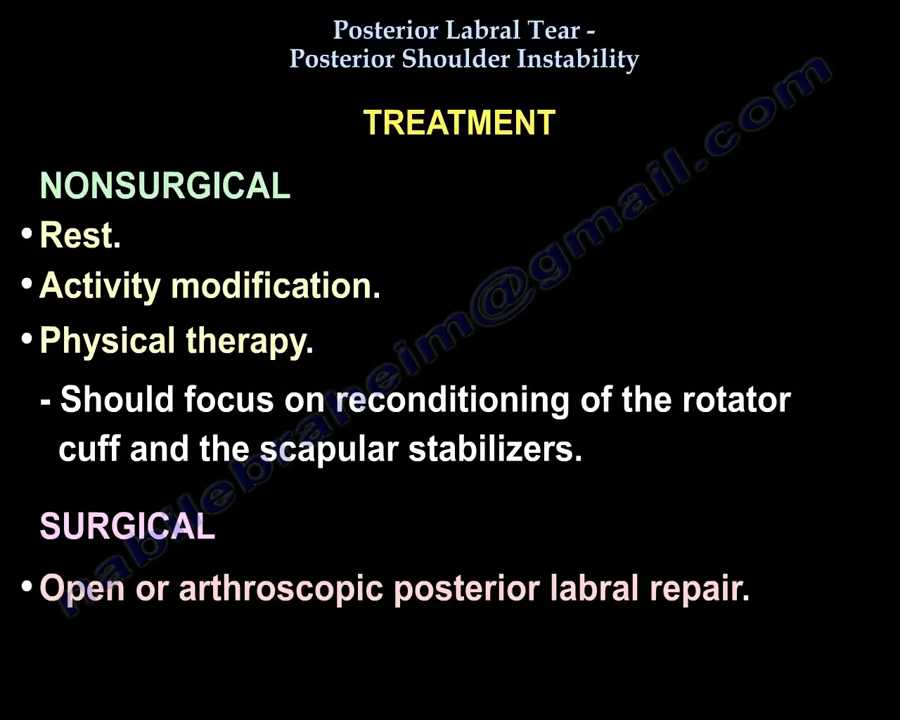 Posterior Labral Tear -
Posterior Shoulder Instability
TREATMENT
NONSURGICAL
• Rest.
• Activity modification.
• Physical therapy.
- Should focus on reconditioning of the rotator
cuff and the scapular stabilizers.
SURGICAL
• Open or arthroscopic posterior labral repair.
nabilebraheim@gmail.com